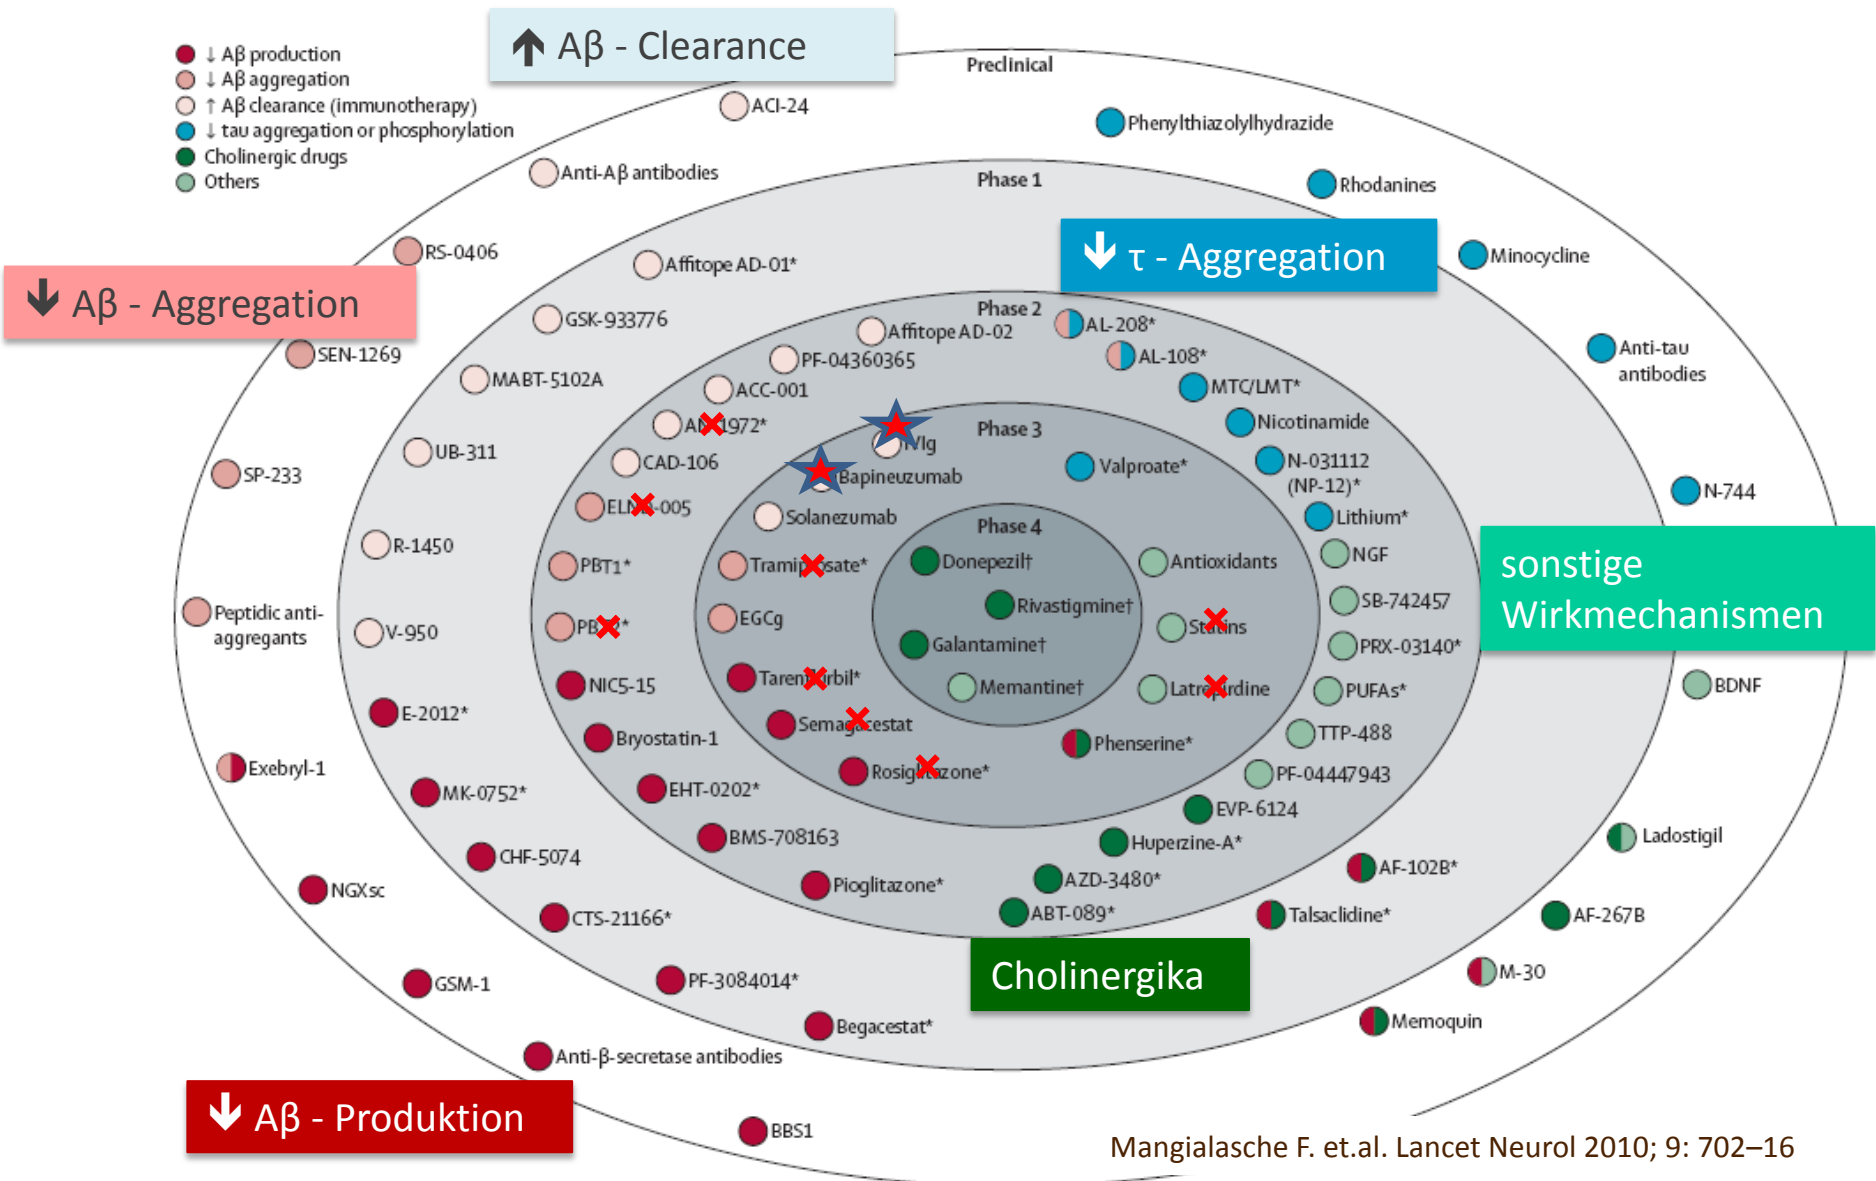 ↑ Aβ - Clearance
↓ Aβ production
↓ Aβ aggregation
↑ Aβ clearance (immunotherapy)
↓ tau aggregation or phosphorylation
Cholinergic drugs
Others
Preclinical
ACI-24
Phenylthiazolylhydrazide
Anti-Aβ antibodies
Phase 1
Rhodanines
RS-0406
Affitope AD-01*
↓ τ - Aggregation
Minocycline
↓ Aβ - Aggregation
GSK-933776
Phase 2
Affitope AD-02
AL-208*
SEN-1269
PF-04360365
AL-108*
Anti-tau
antibodies
MABT-5102A
ACC-001
MTC/LMT*
Nicotinamide
Phase 3
UB-311
CAD-106
Valproate*
N-031112
(NP-12)*
SP-233
Bapineuzumab
N-744
Solanezumab
Phase 4
Lithium*
R-1450
PBT1*
Tramiprosate*
Donepezil†
Antioxidants
NGF
sonstige
Wirkmechanismen
Peptidic anti-
aggregants
EGCg
Rivastigmine†
SB-742457
V-950
Statins
Galantamine†
PRX-03140*
NIC5-15
Tarenflurbil*
Memantine†
Latrepirdine
PUFAs*
BDNF
E-2012*
Semagacestat
Bryostatin-1
Phenserine*
TTP-488
Exebryl-1
Rosiglitazone*
PF-04447943
MK-0752*
EHT-0202*
EVP-6124
BMS-708163
Huperzine-A*
Ladostigil
CHF-5074
AZD-3480*
AF-102B*
NGXsc
Pioglitazone*
ABT-089*
Talsaclidine*
AF-267B
CTS-21166*
Cholinergika
GSM-1
PF-3084014*
M-30
Begacestat*
Memoquin
Anti-β-secretase antibodies
↓ Aβ - Produktion
BBS1
Mangialasche F. et.al. Lancet Neurol 2010; 9: 702–16